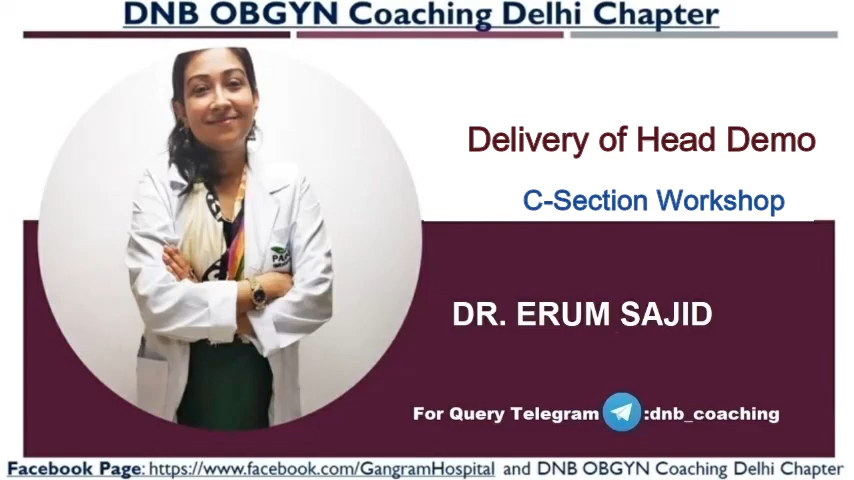 DNB OBGYN Coaching Delhi Chapter
Delivery of Head Demo
C-Section Workshop
DR. ERUM SAJID
For Query Telegram :dnb_coaching
Facebook Page: https://www.facebook.com/GangramHospital and DNB OBGYN Coaching Delhi Chapter